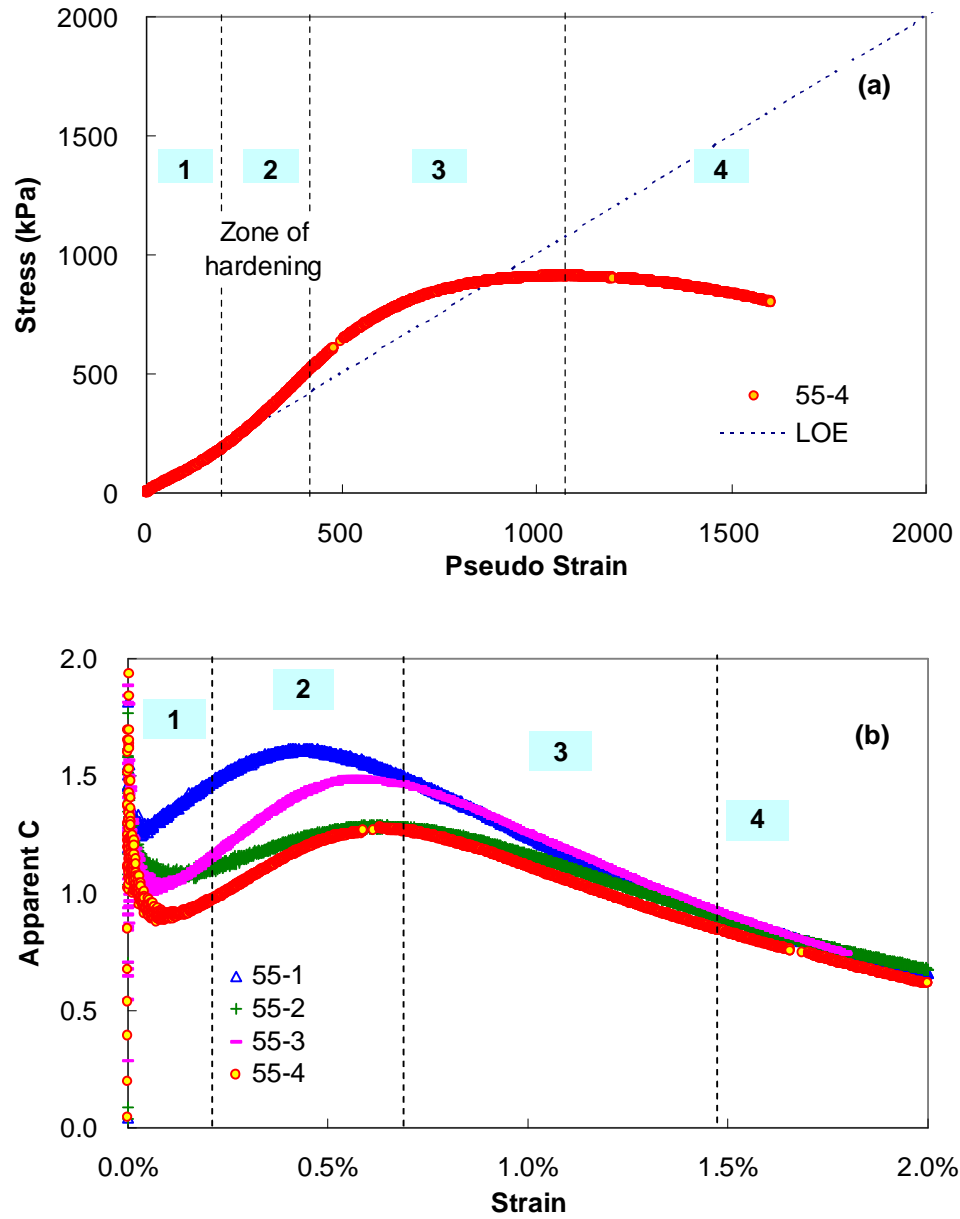 2000
(a)
1500
1 2 3 4
Stress (kPa)
Zone of
hardening
1000
500
55-4
LOE
0
0 500 1000 1500 2000
Pseudo Strain
2.0
2
1
(b)
3
1.5
4
Apparent C
1.0
55-1
55-2
0.5
55-3
55-4
0.0
0.0% 0.5% 1.0% 1.5% 2.0%
Strain